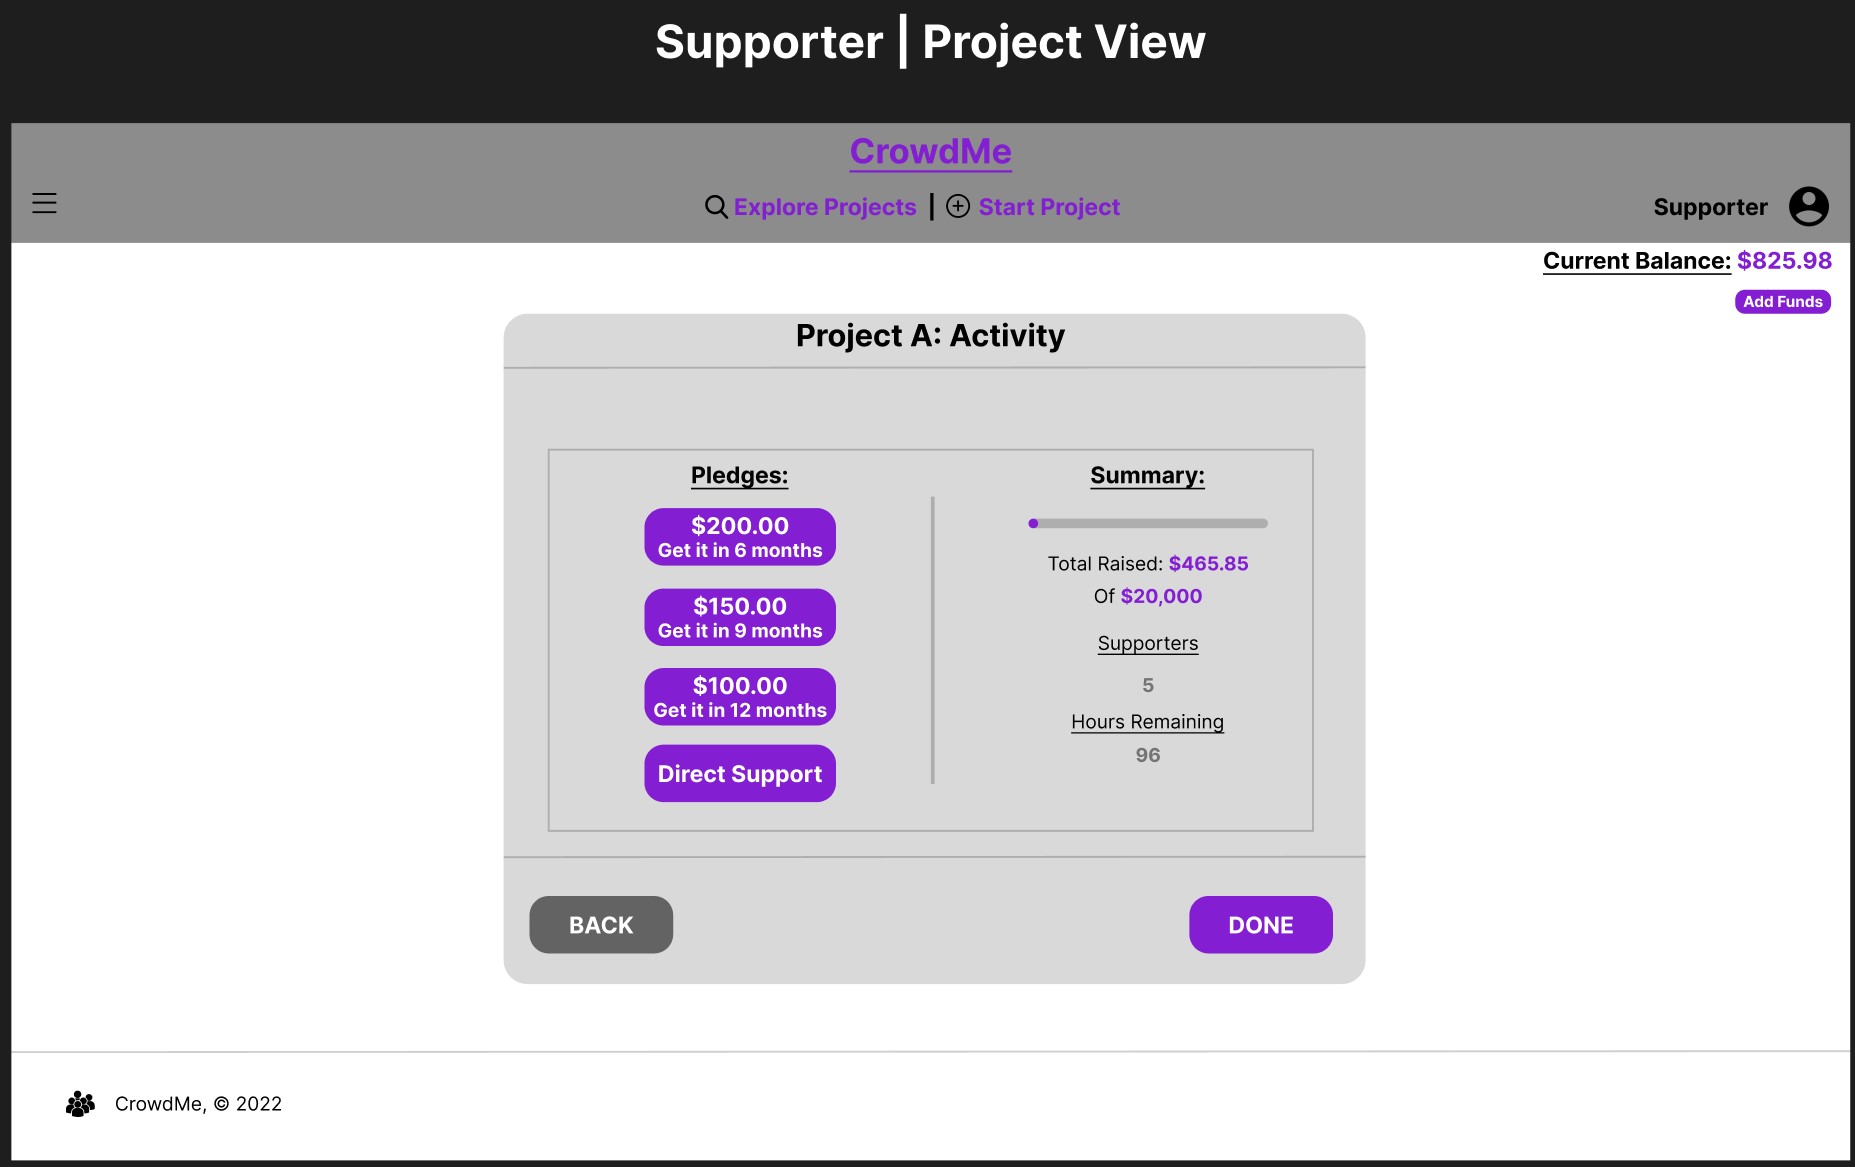 Supporter | Project View
CrowdMe
Explore Projects | Start Project
Supporter
Current Balance: $825.98
Add Funds
Project A: Activity
Pledges:
$200.00
Get it in 6 months
$150.00
Get it in 9 months
$100.00
Get it in 12 months
Direct Support
Summary:
Total Raised: $465.85
Of $20,000
Supporters
5
Hours Remaining
96
BACK
DONE
CrowdMe, © 2022